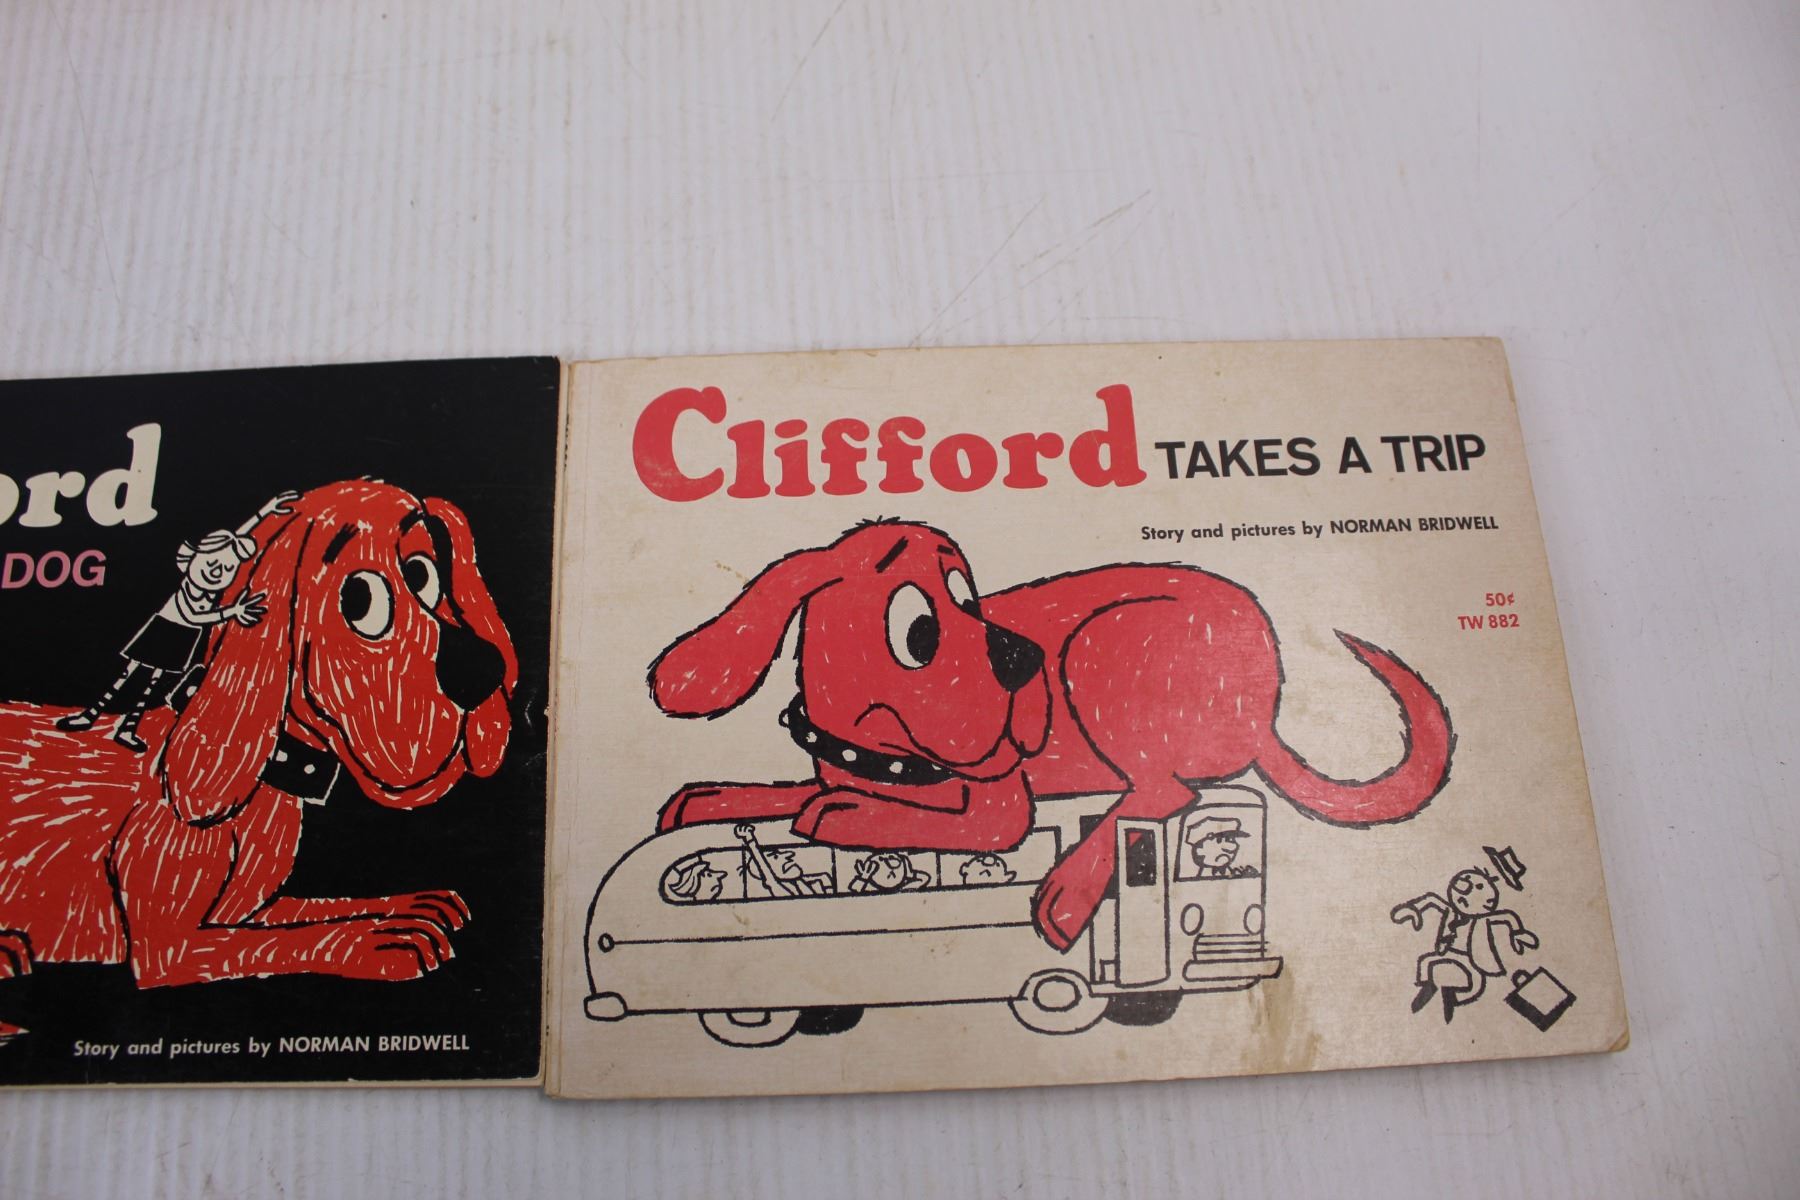 ord
DOG
Story and pictures by NORMAN BRIDWELL
Clifford TAKES A TRIP
Story and pictures by NORMAN BRIDWELL
50¢
TW 882